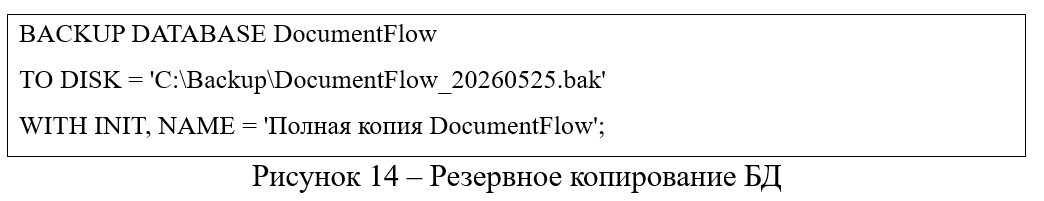 BACKUP DATABASE DocumentFlow
TO DISK = 'C:\Backup\DocumentFlow_20260525.bak'
WITH INIT, NAME = 'Полная копия DocumentFlow';
Рисунок 14 – Резервное копирование БД